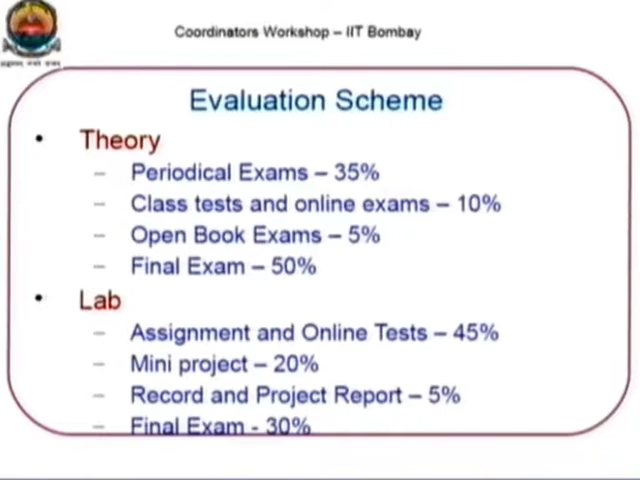 Coordinators Workshop – IIT Bombay
Evaluation Scheme
• Theory
– Periodical Exams – 35%
– Class tests and online exams – 10%
– Open Book Exams – 5%
– Final Exam – 50%
• Lab
– Assignment and Online Tests – 45%
– Mini project – 20%
– Record and Project Report – 5%
– Final Exam - 30%